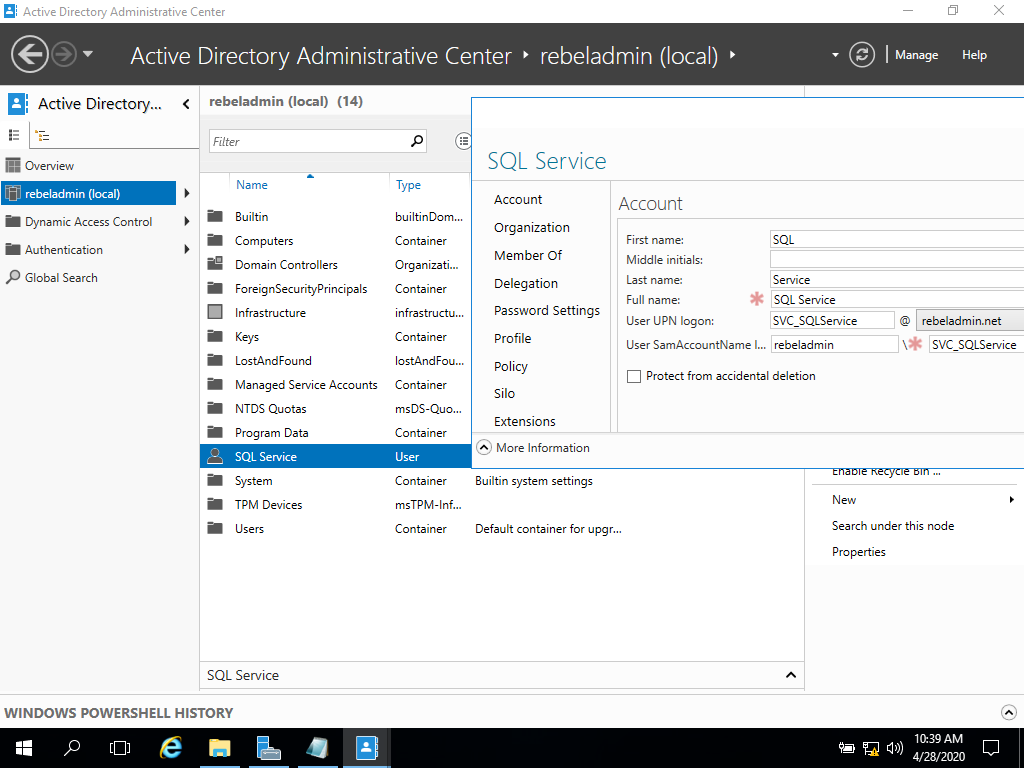 Active Directory Administrative Center
Active Directory Administrative Center rebeladmin (local) Manage Help
Active Directory...
Overview
rebeladmin (local)
Dynamic Access Control
Authentication
Global Search
rebeladmin (local) (14)
Filter
Name Type
Builtin builtinDom...
Computers Container
Domain Controllers Organizati...
ForeignSecurityPrincipals Container
Infrastructure infrastructu...
Keys Container
LostAndFound lostAndFou...
Managed Service Accounts Container
NTDS Quotas msDS-Quo...
Program Data Container
SQL Service User
System Container Builtin system settings
TPM Devices msTPM-Inf...
Users Container Default container for upgr...
SQL Service
SQL Service
Account
Organization
Member Of
Delegation
Password Settings
Profile
Policy
Silo
Extensions
Account
First name: SQL
Middle initials:
Last name: Service
Full name: * SQL Service
User UPN logon: SVC_SQLService @ rebeladmin.net
User SamAccountName l... rebeladmin \* SVC_SQLService
Protect from accidental deletion
More Information
Enable Recycle Bin ...
New
Search under this node
Properties
WINDOWS POWERSHELL HISTORY
10:39 AM
4/28/2020